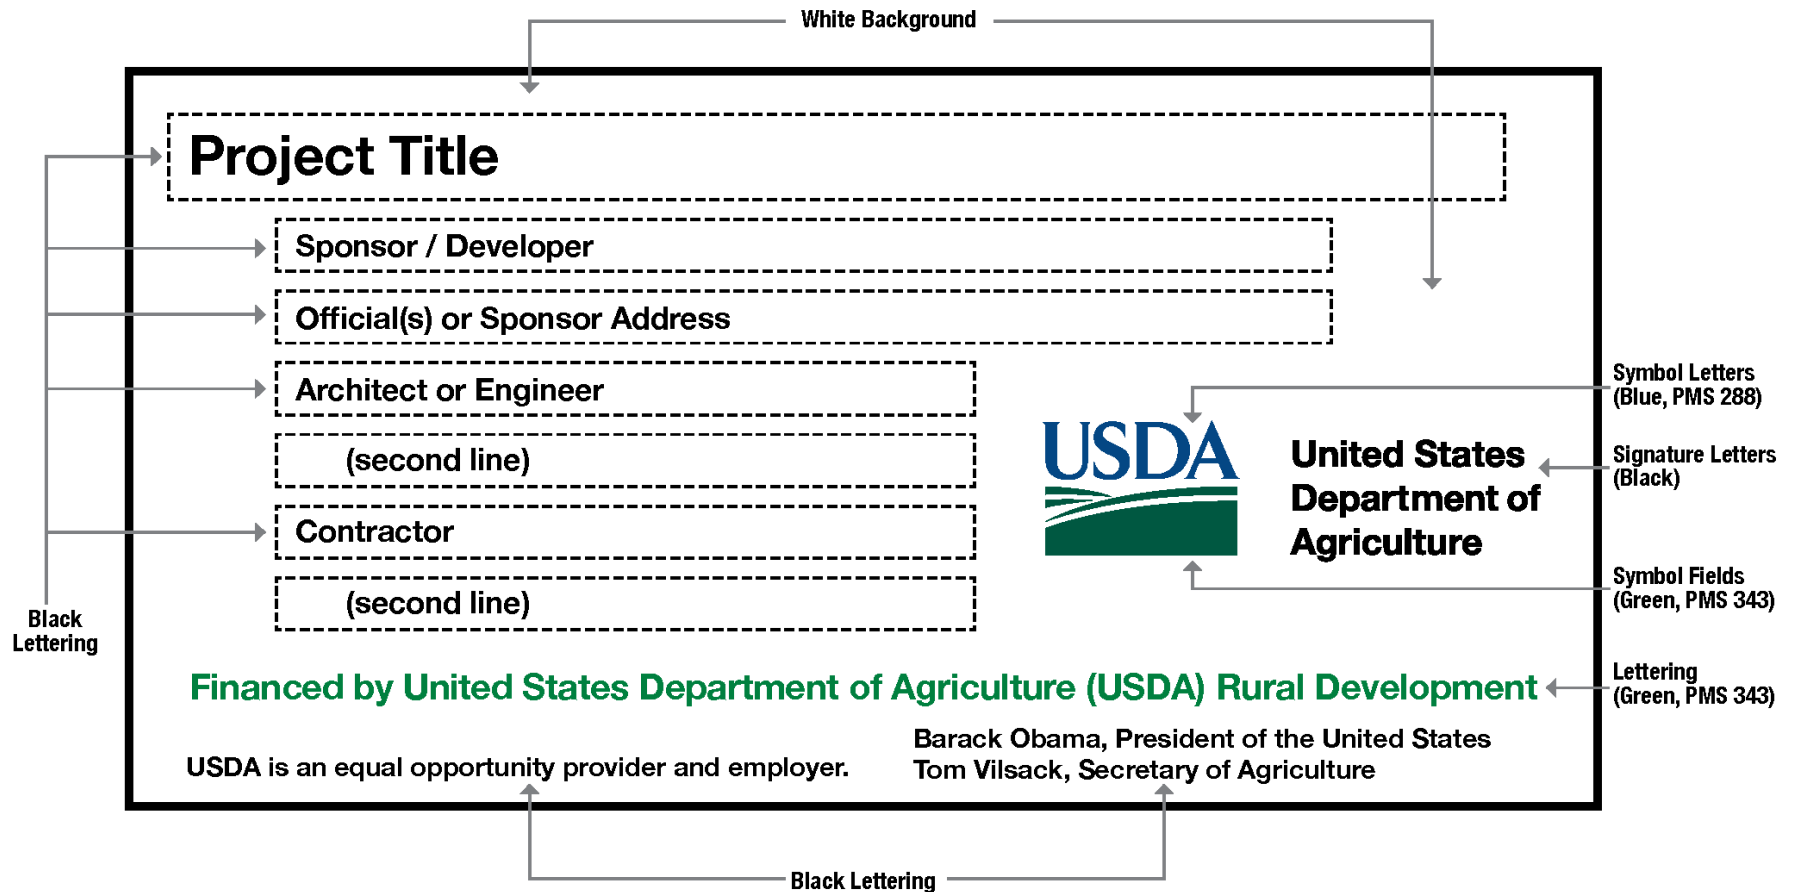 White Background
Project Title
Sponsor / Developer
Official(s) or Sponsor Address
Architect or Engineer
(second line)
Contractor
(second line)
Black
Lettering
USDA
United States
Department of
Agriculture
Symbol Letters
(Blue, PMS 288)
Signature Letters
(Black)
Symbol Fields
(Green, PMS 343)
Lettering
(Green, PMS 343)
Financed by United States Department of Agriculture (USDA) Rural Development
USDA is an equal opportunity provider and employer.
Barack Obama, President of the United States
Tom Vilsack, Secretary of Agriculture
Black Lettering